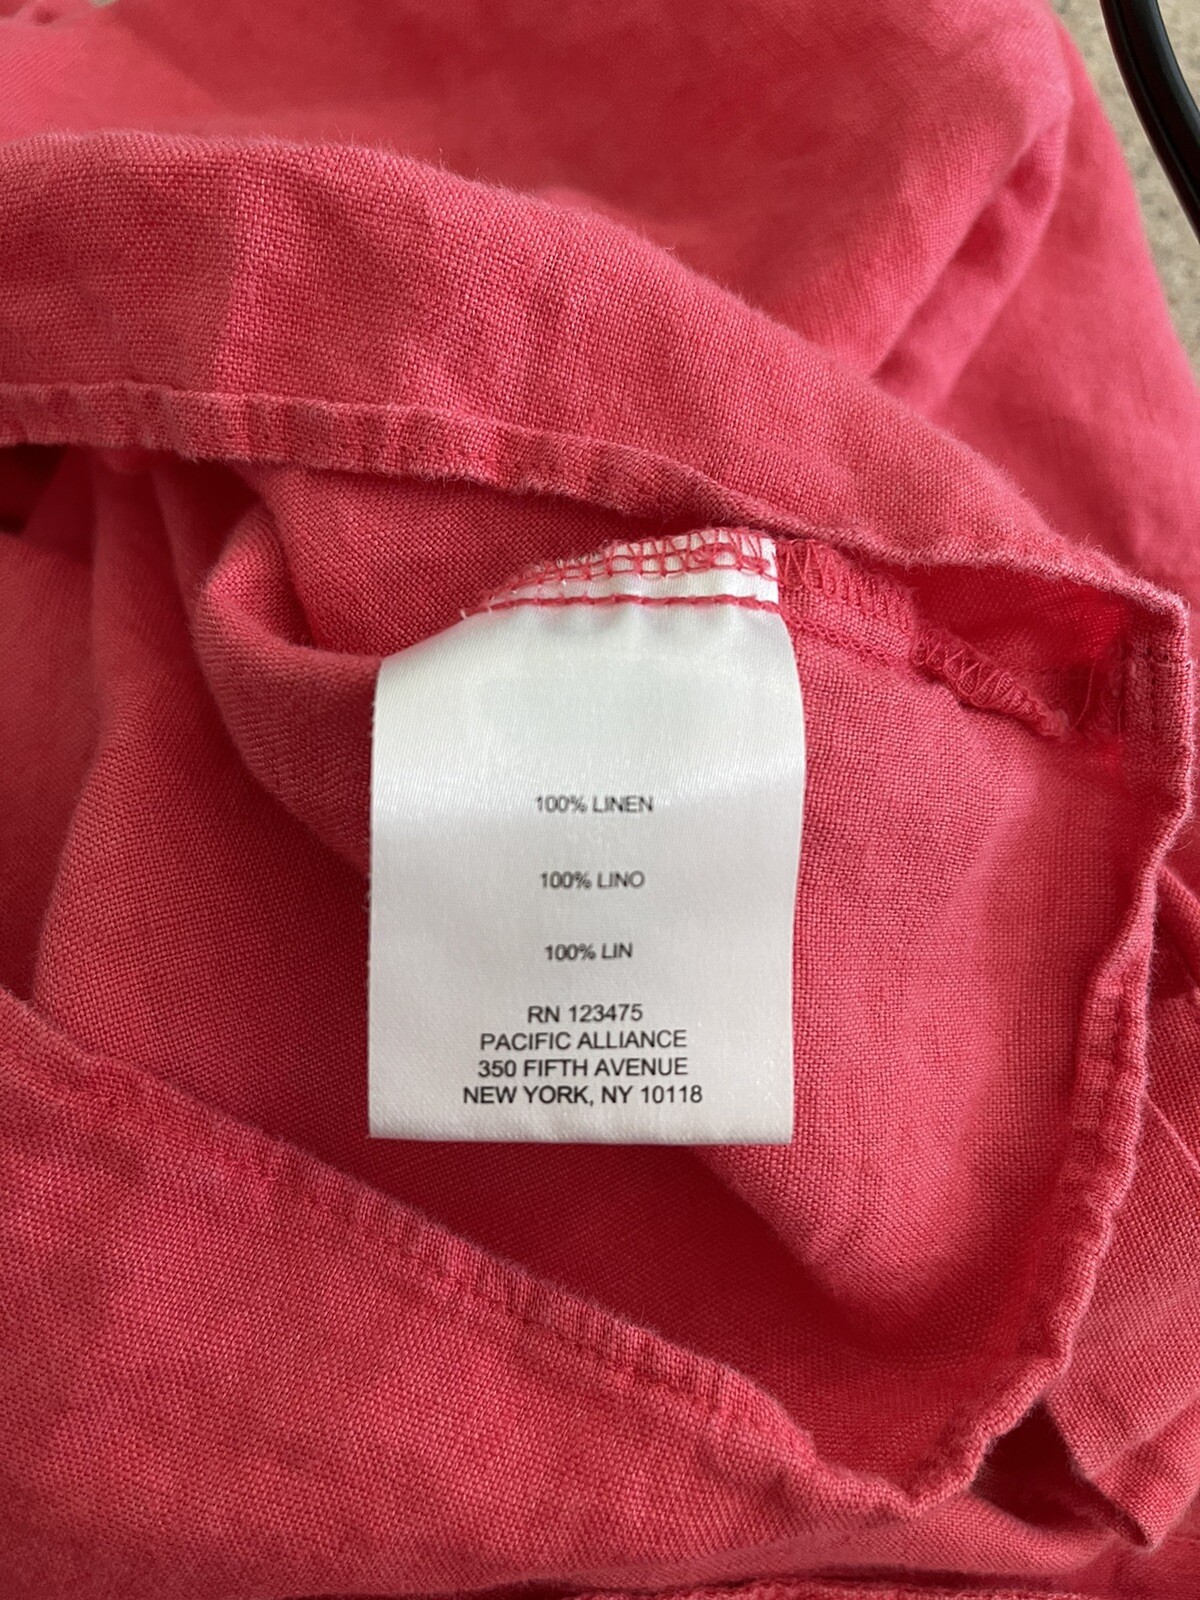 100% LINEN
100% LINO
100% LIN
RN 123475
PACIFIC ALLIANCE
350 FIFTH AVENUE
NEW YORK, NY 10118